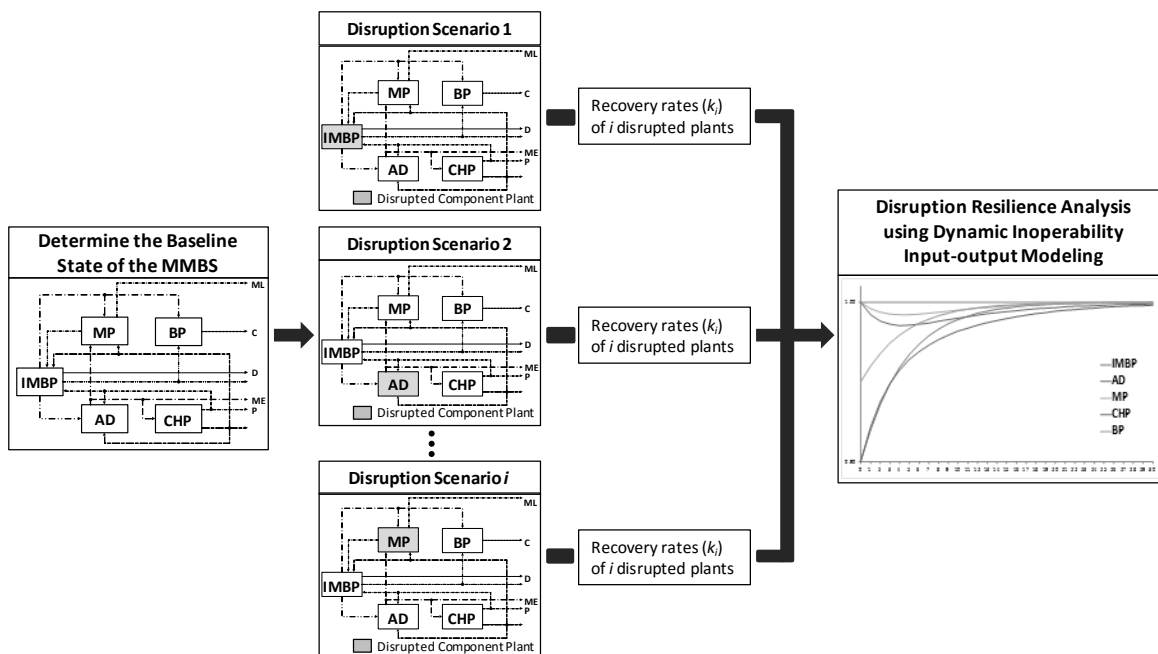 Disruption Scenario 1
ML
MP
BP
C
D
IMBP
ME
P
AD
CHP
Disrupted Component Plant
Recovery rates (ki)
of i disrupted plants
Determine the Baseline
State of the MMBS
ML
MP
BP
C
D
IMBP
ME
P
AD
CHP
Disruption Scenario 2
ML
MP
BP
C
D
IMBP
ME
P
AD
CHP
Disrupted Component Plant
Recovery rates (ki)
of i disrupted plants
Disruption Scenario i
ML
MP
BP
C
D
IMBP
ME
P
AD
CHP
Disrupted Component Plant
Recovery rates (ki)
of i disrupted plants
Disruption Resilience Analysis
using Dynamic Inoperability
Input-output Modeling
IMBP
AD
MP
CHP
BP